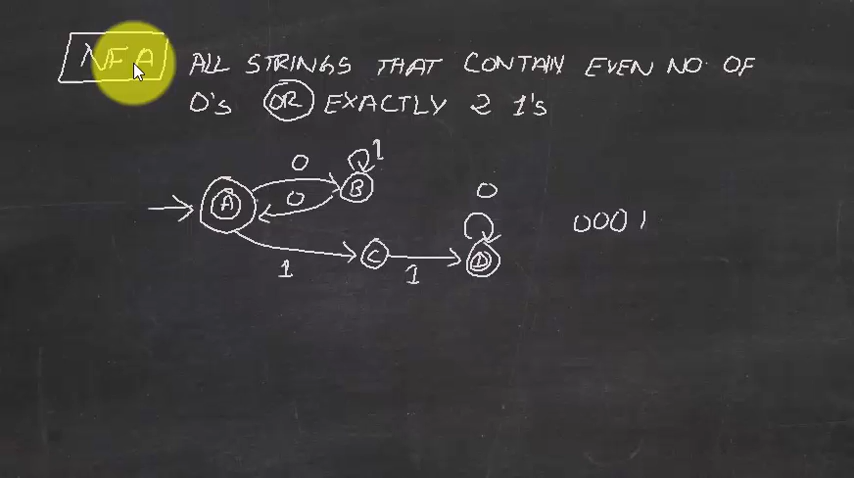 NFA ALL STRINGS THAT CONTAIN EVEN NO OF
0's OR EXACTLY 2 1's
0 1
A 0 B
0
0001
C D
1 1